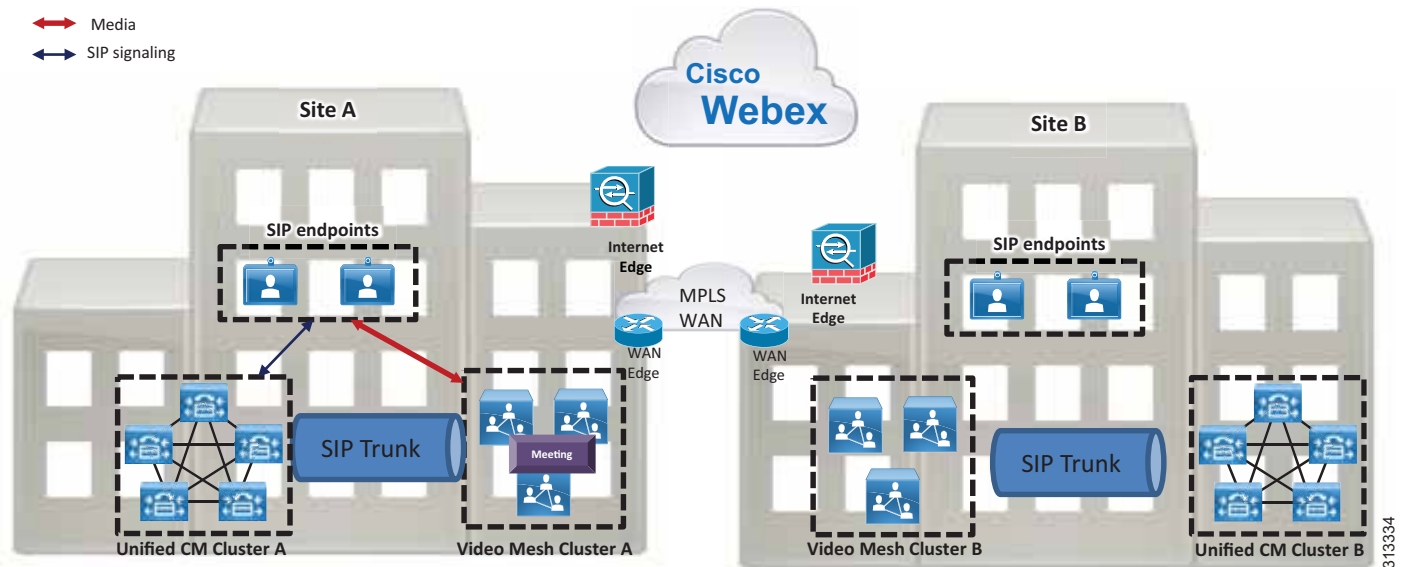 Media
SIP signaling
Cisco
Webex
Site A
Site B
SIP endpoints
SIP endpoints
Internet
Edge
Internet
Edge
MPLS
WAN
WAN
Edge
WAN
Edge
SIP Trunk
Meeting
SIP Trunk
Unified CM Cluster A
Video Mesh Cluster A
Video Mesh Cluster B
Unified CM Cluster B
313334